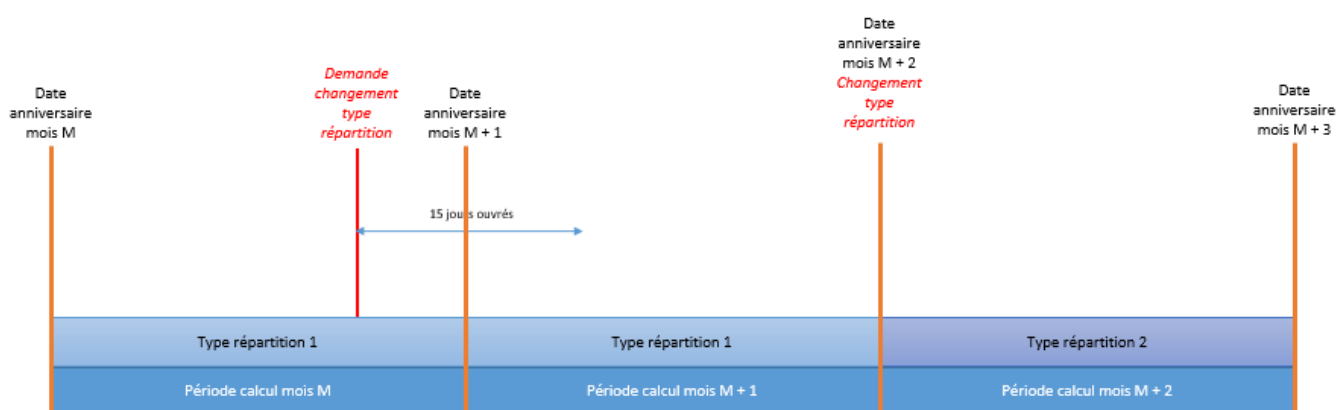 Date
anniversaire
mois M
Demande
changement
type
répartition
Date
anniversaire
mois M + 1
Date
anniversaire
mois M + 2
Changement
type
répartition
Date
anniversaire
mois M + 3
15 jours ouvrés
Type répartition 1
Type répartition 1
Type répartition 2
Période calcul mois M
Période calcul mois M + 1
Période calcul mois M + 2